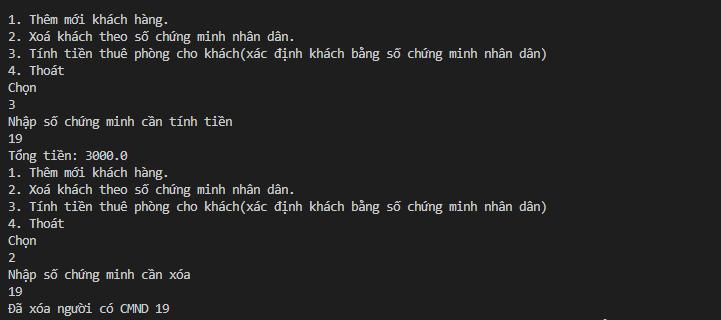 1. Thêm mới khách hàng.
2. Xoá khách theo số chứng minh nhân dân.
3. Tính tiền thuê phòng cho khách(xác định khách bằng số chứng minh nhân dân)
4. Thoát
Chọn
3
Nhập số chứng minh cần tính tiền
19
Tổng tiền: 3000.0
1. Thêm mới khách hàng.
2. Xoá khách theo số chứng minh nhân dân.
3. Tính tiền thuê phòng cho khách(xác định khách bằng số chứng minh nhân dân)
4. Thoát
Chọn
2
Nhập số chứng minh cần xóa
19
Đã xóa người có CMND 19